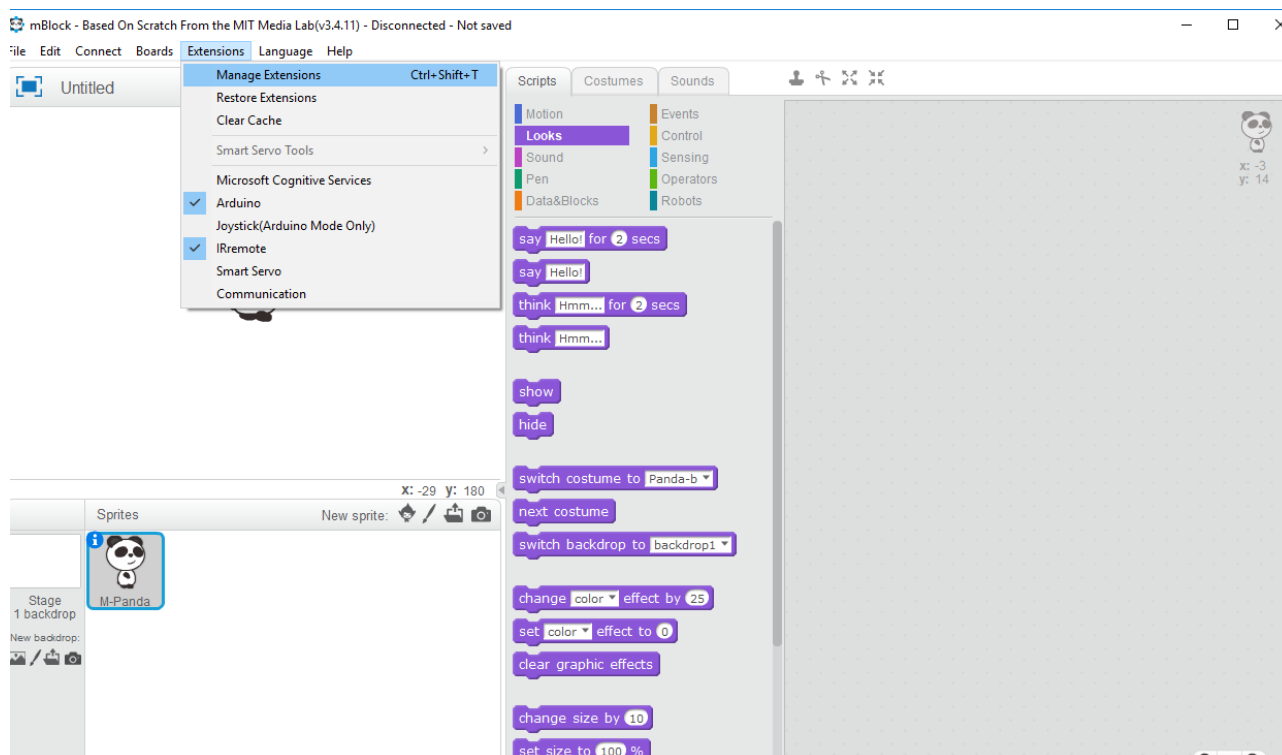 mBlock - Based On Scratch From the MIT Media Lab(v3.4.11) - Disconnected - Not saved
File Edit Connect Boards Extensions Language Help
Manage Extensions Ctrl+Shift+T
Restore Extensions
Clear Cache
Smart Servo Tools
Microsoft Cognitive Services
Arduino
Joystick(Arduino Mode Only)
IRremote
Smart Servo
Communication
Untitled
x: -29 y: 180
Sprites New sprite:
M-Panda
Stage
1 backdrop
New backdrop:
Scripts Costumes Sounds
Motion Events
Looks Control
Sound Sensing
Pen Operators
Data&Blocks Robots
say Hello! for 2 secs
say Hello!
think Hmm... for 2 secs
think Hmm...
show
hide
switch costume to Panda-b
next costume
switch backdrop to backdrop1
change color effect by 25
set color effect to 0
clear graphic effects
change size by 10
set size to 100 %
x: -3
y: 14